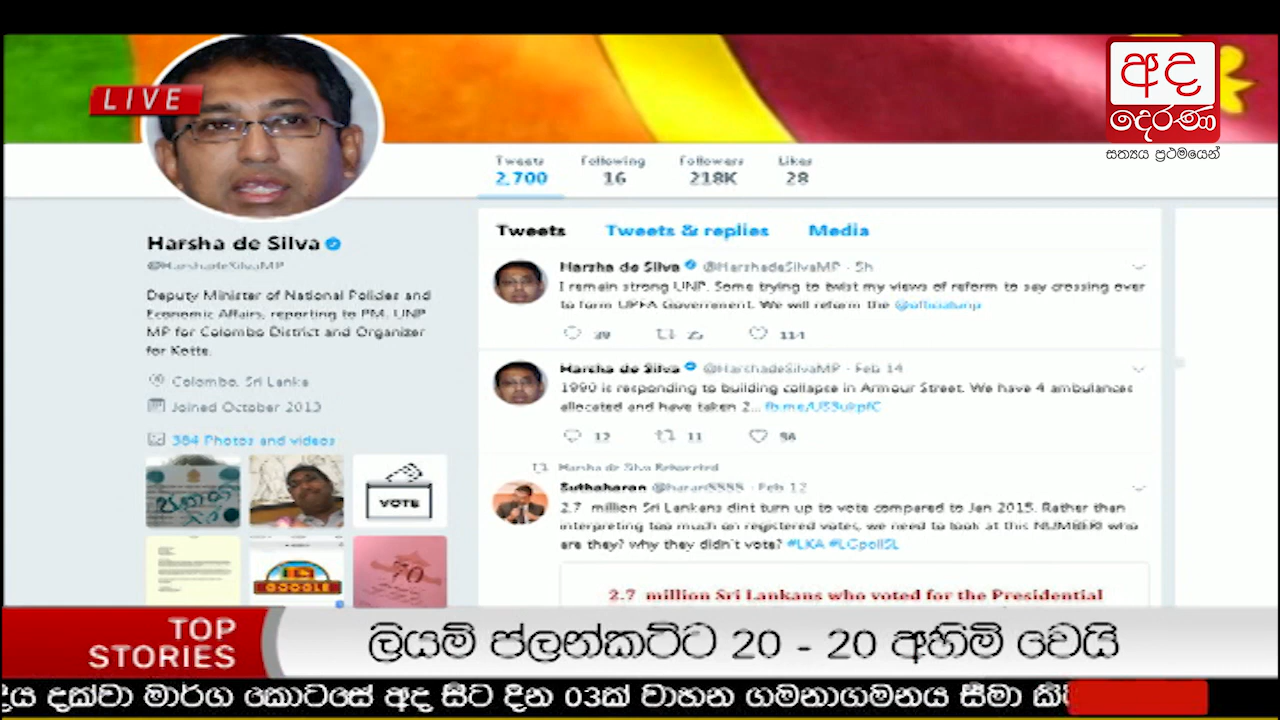 LIVE
අද
දෙරණ
සත්‍යය ප්‍රථමයෙන්
Tweets Following Followers Likes
2,700 16 218K 28
Tweets Tweets & replies Media
Harsha de Silva
@HarshadeSilvaMP
Deputy Minister of National Policies and
Economic Affairs, reporting to PM. UNP
MP for Colombo District and Organizer
for Kotte.
Colombo, Sri Lanka
Joined October 2013
384 Photos and videos
VOTE
GOOGLE
70
Harsha de Silva @HarshadeSilvaMP · 5h
I remain strong UNP. Some trying to twist my views of reform to say crossing over
to form UPFA Government. We will reform the @officialunp
39 25 114
Harsha de Silva @HarshadeSilvaMP · Feb 14
1990 is responding to building collapse in Armour Street. We have 4 ambulances
allocated and have taken 2...
12 11 56
Harsha de Silva Retweeted
Suthaharan · Feb 12
2.7 million Sri Lankans dint turn up to vote compared to Jan 2015. Rather than
interpreting too much on registered votes, we need to look at this NUMBER! who
are they? why they didn't vote? #LKA #LGpollSL
2.7 million Sri Lankans who voted for the Presidential
TOP
STORIES
ලියම් ප්ලන්කට්ට 20 - 20 අහිමි වෙයි
දක්වා මාර්ග කොටසේ අද සිට දින 03ක් වාහන ගමනාගමනය සීමා